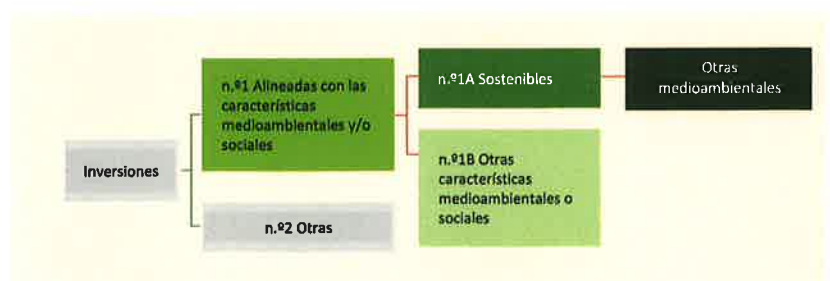 Inversiones
n.º1 Alineadas con las
características
medioambientales y/o
sociales
n.º2 Otras
n.º1A Sostenibles
n.º1B Otras
características
medioambientales o
sociales
Otras
medioambientales